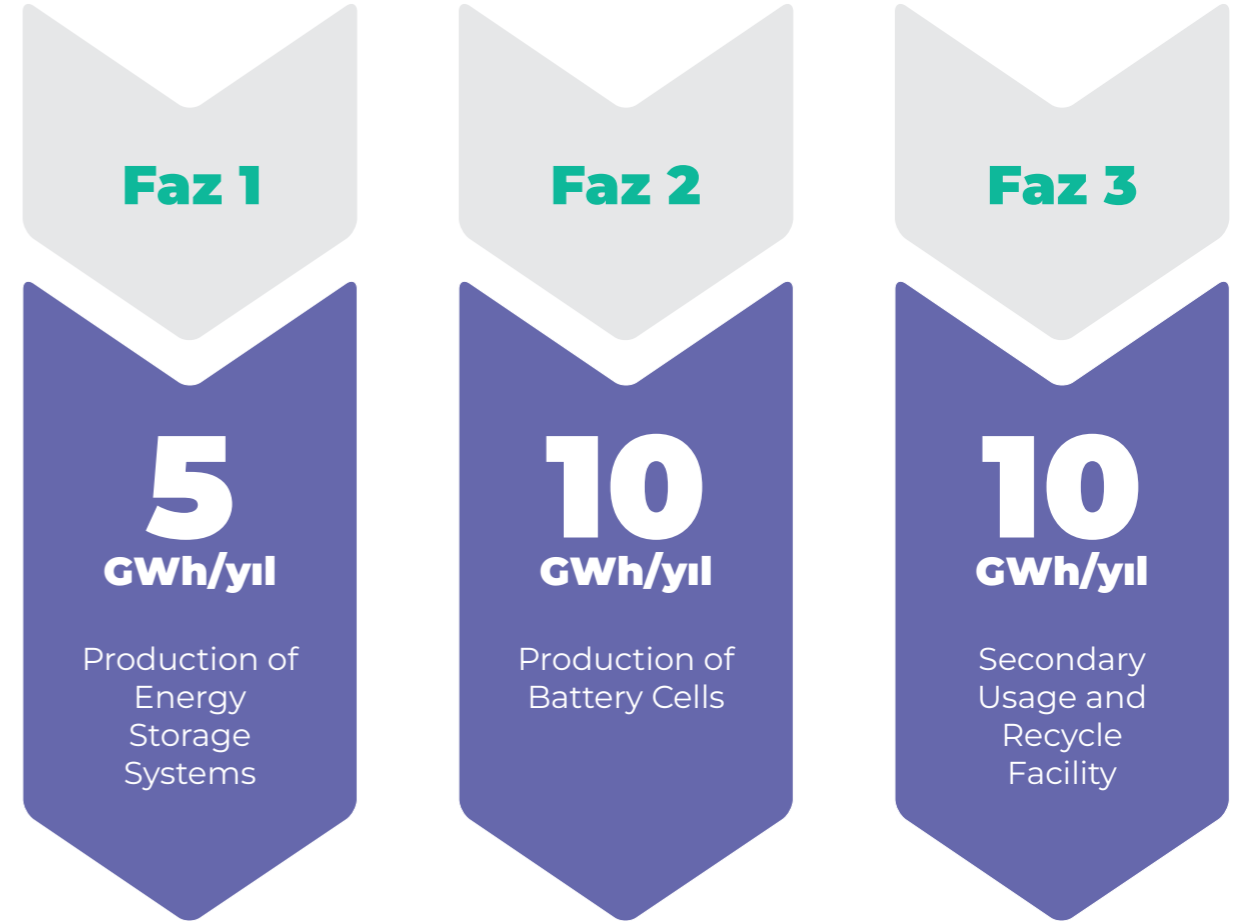 Faz 1
5
GWh/yıl
Production of
Energy
Storage
Systems
Faz 2
10
GWh/yıl
Production of
Battery Cells
Faz 3
10
GWh/yıl
Secondary
Usage and
Recycle
Facility